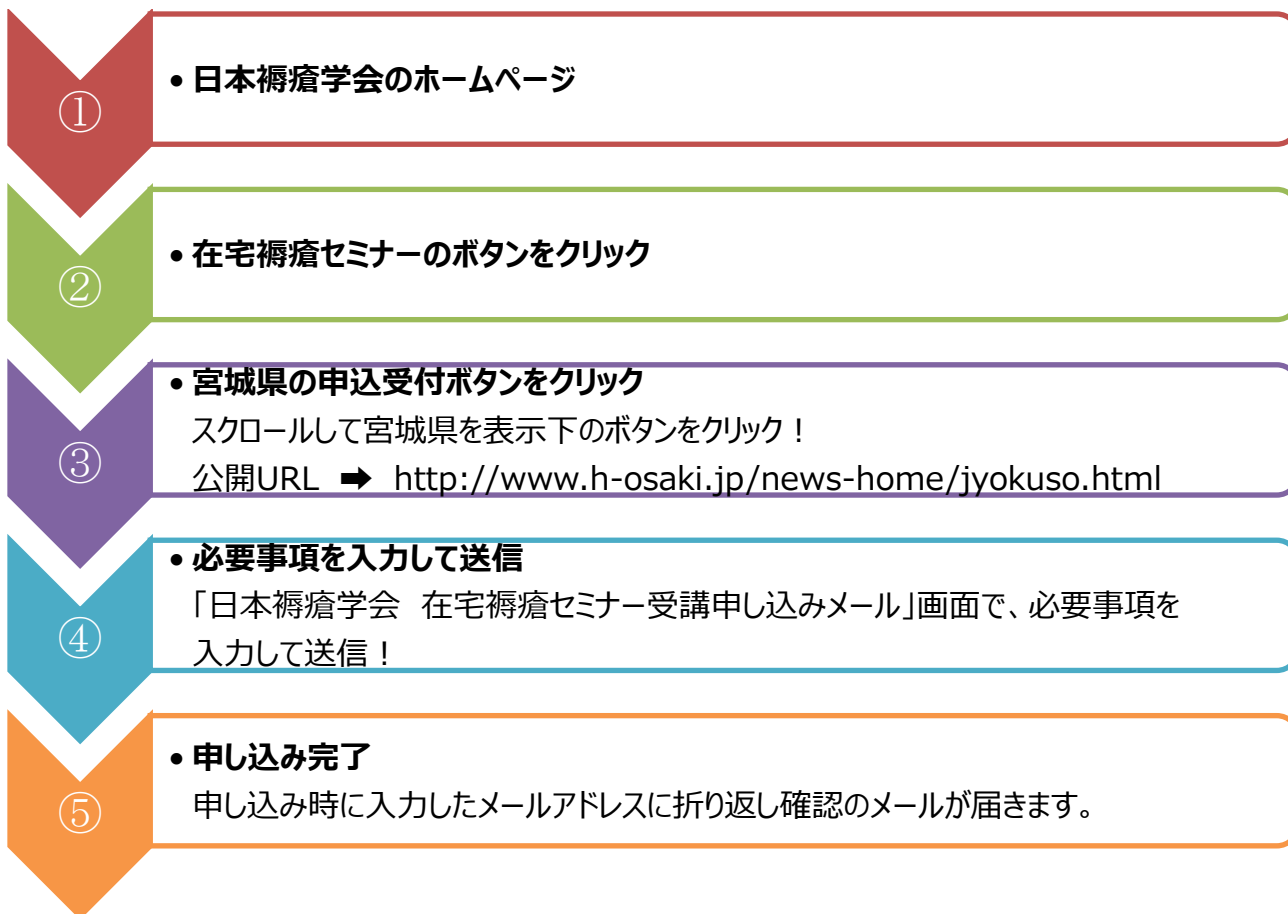 ①
• 日本褥瘡学会のホームページ
②
• 在宅褥瘡セミナーのボタンをクリック
③
• 宮城県の申込受付ボタンをクリック
スクロールして宮城県を表示下のボタンをクリック！
公開URL ➡ http://www.h-osaki.jp/news-home/jyokuso.html
④
• 必要事項を入力して送信
「日本褥瘡学会　在宅褥瘡セミナー受講申し込みメール」画面で、必要事項を
入力して送信！
⑤
• 申し込み完了
申し込み時に入力したメールアドレスに折り返し確認のメールが届きます。